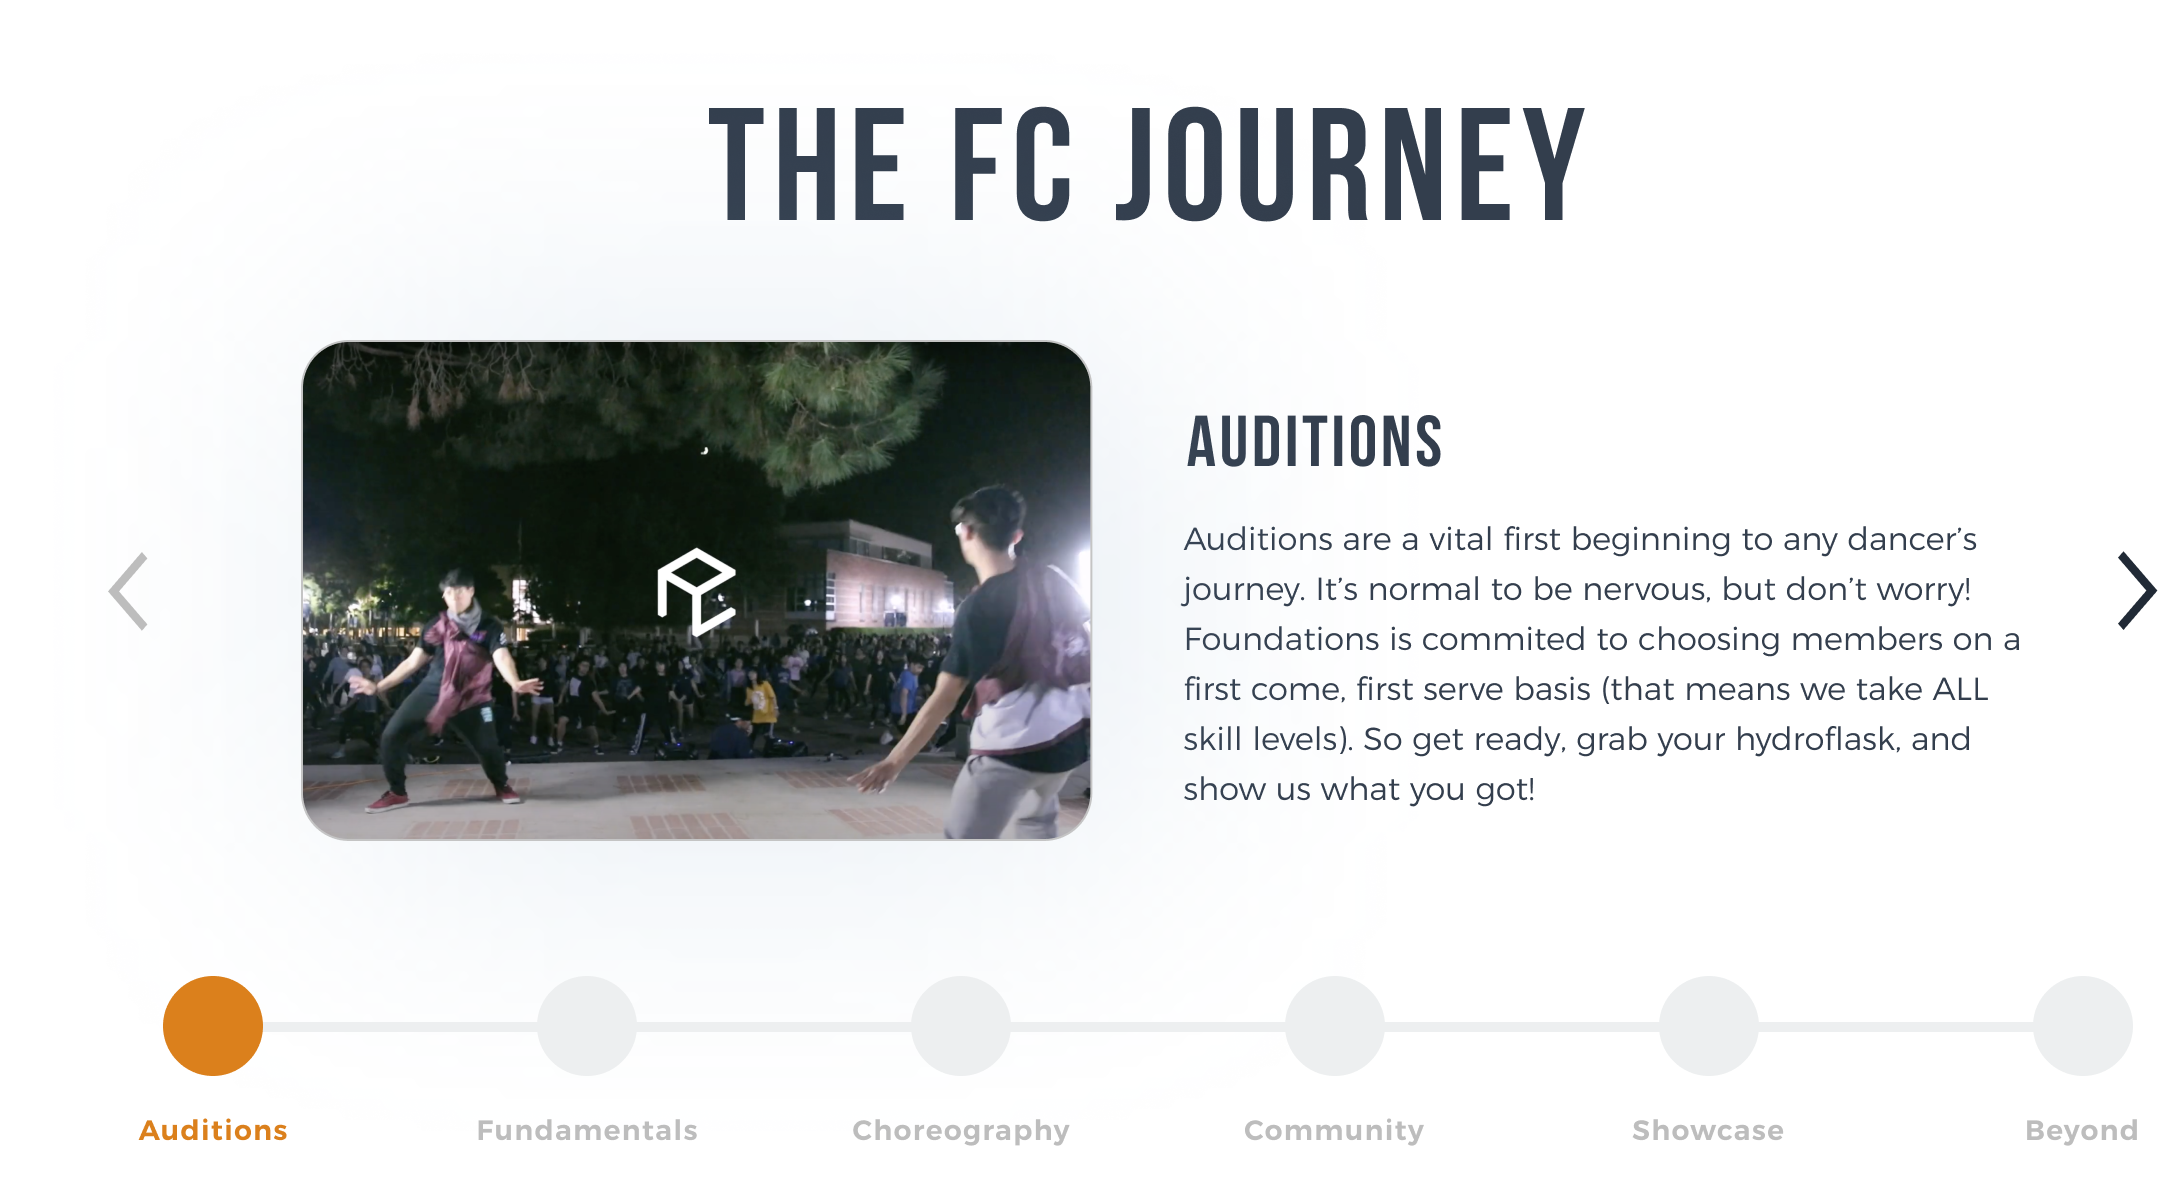 THE FC JOURNEY
AUDITIONS
Auditions are a vital first beginning to any dancer’s
journey. It’s normal to be nervous, but don’t worry!
Foundations is commited to choosing members on a
first come, first serve basis (that means we take ALL
skill levels). So get ready, grab your hydroflask, and
show us what you got!
Auditions
Fundamentals
Choreography
Community
Showcase
Beyond